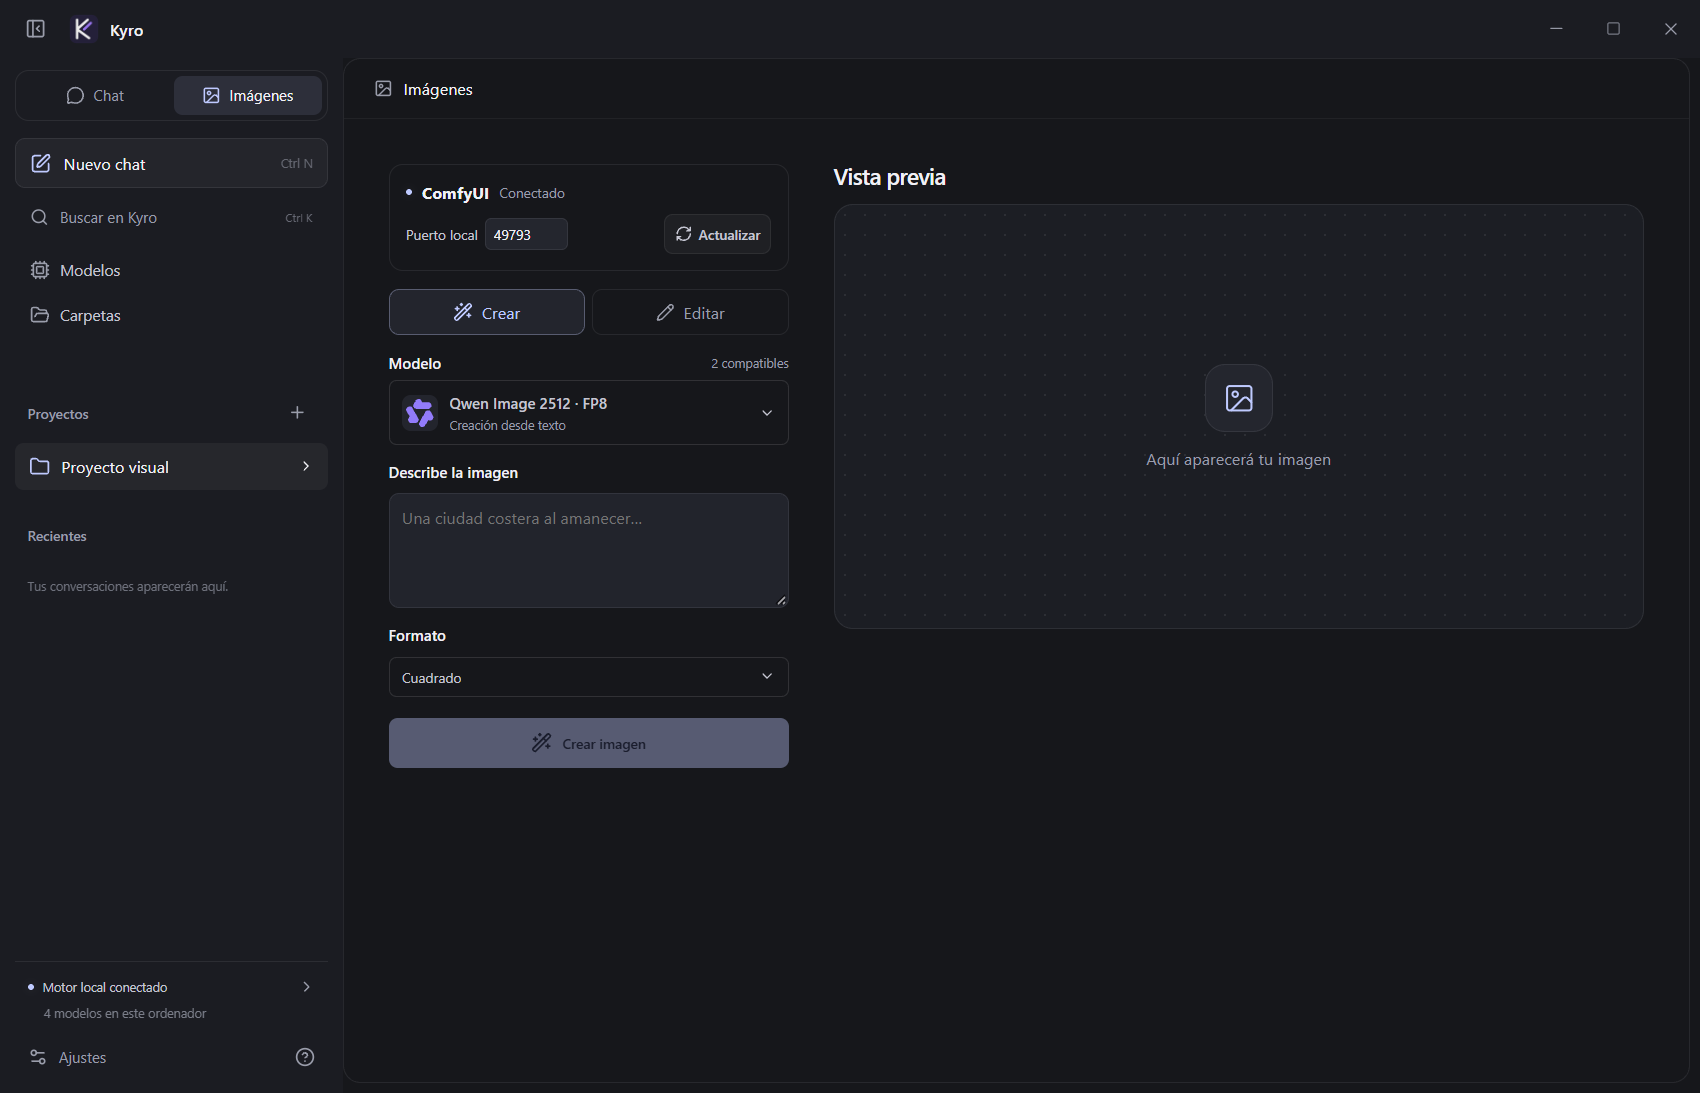 Kyro
Chat
Imágenes
Nuevo chat
Ctrl N
Buscar en Kyro
Ctrl K
Modelos
Carpetas
Proyectos
Proyecto visual
Recientes
Tus conversaciones aparecerán aquí.
Motor local conectado
4 modelos en este ordenador
Ajustes
Imágenes
ComfyUI Conectado
Puerto local 49793
Actualizar
Crear
Editar
Modelo
2 compatibles
Qwen Image 2512 · FP8
Creación desde texto
Describe la imagen
Una ciudad costera al amanecer...
Formato
Cuadrado
Crear imagen
Vista previa
Aquí aparecerá tu imagen